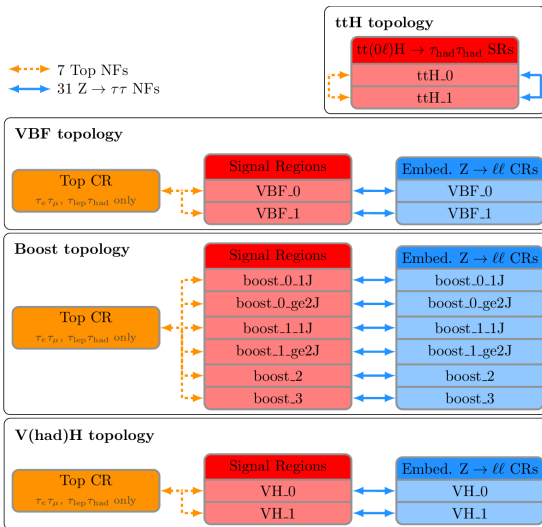 ttH topology
tt(0ℓ)H → τhadτhad SRs
ttH_0
ttH_1
7 Top NFs
31 Z → ττ NFs
VBF topology
Top CR
τeτμ, τlepτhad only
Signal Regions
VBF_0
VBF_1
Embed. Z → ℓℓ CRs
VBF_0
VBF_1
Boost topology
Top CR
τeτμ, τlepτhad only
Signal Regions
boost_0_1J
boost_0_ge2J
boost_1_1J
boost_1_ge2J
boost_2
boost_3
Embed. Z → ℓℓ CRs
boost_0_1J
boost_0_ge2J
boost_1_1J
boost_1_ge2J
boost_2
boost_3
V(had)H topology
Top CR
τeτμ, τlepτhad only
Signal Regions
VH_0
VH_1
Embed. Z → ℓℓ CRs
VH_0
VH_1